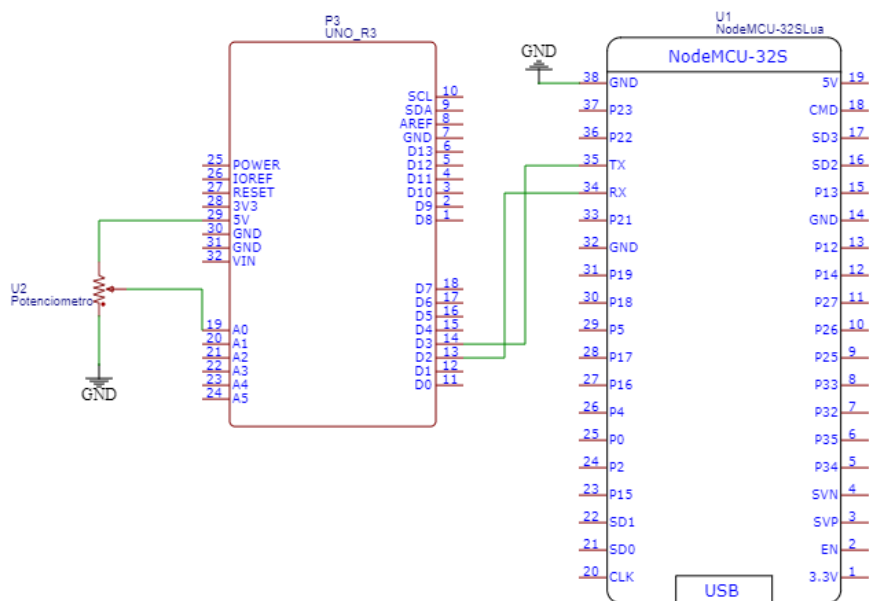 P3
UNO_R3
10 SCL
9 SDA
8 AREF
7 GND
6 D13
5 D12
4 D11
3 D10
2 D9
1 D8
25 POWER
26 IOREF
27 RESET
28 3V3
29 5V
30 GND
31 GND
32 VIN
18 D7
17 D6
16 D5
15 D4
14 D3
13 D2
12 D1
11 D0
19 A0
20 A1
21 A2
22 A3
23 A4
24 A5
U2
Potenciometro
GND
GND
U1
NodeMCU-32SLua
NodeMCU-32S
38 GND
37 P23
36 P22
35 TX
34 RX
33 P21
32 GND
31 P19
30 P18
29 P5
28 P17
27 P16
26 P4
25 P0
24 P2
23 P15
22 SD1
21 SD0
20 CLK
5V 19
CMD 18
SD3 17
SD2 16
P13 15
GND 14
P12 13
P14 12
P27 11
P26 10
P25 9
P33 8
P32 7
P35 6
P34 5
SVN 4
SVP 3
EN 2
3.3V 1
USB